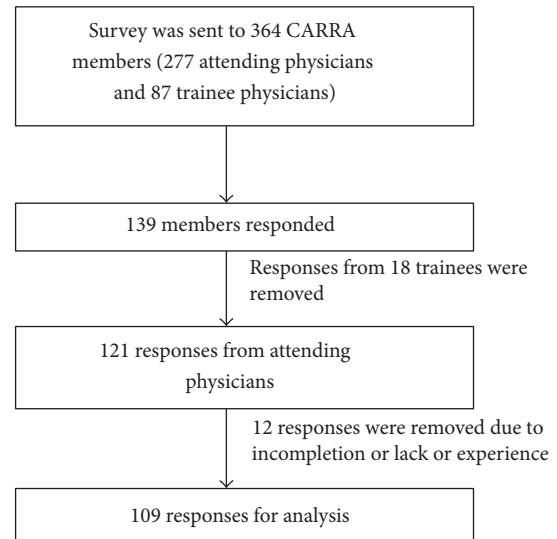 Survey was sent to 364 CARRA
members (277 attending physicians
and 87 trainee physicians)
139 members responded
Responses from 18 trainees were
removed
121 responses from attending
physicians
12 responses were removed due to
incompletion or lack or experience
109 responses for analysis